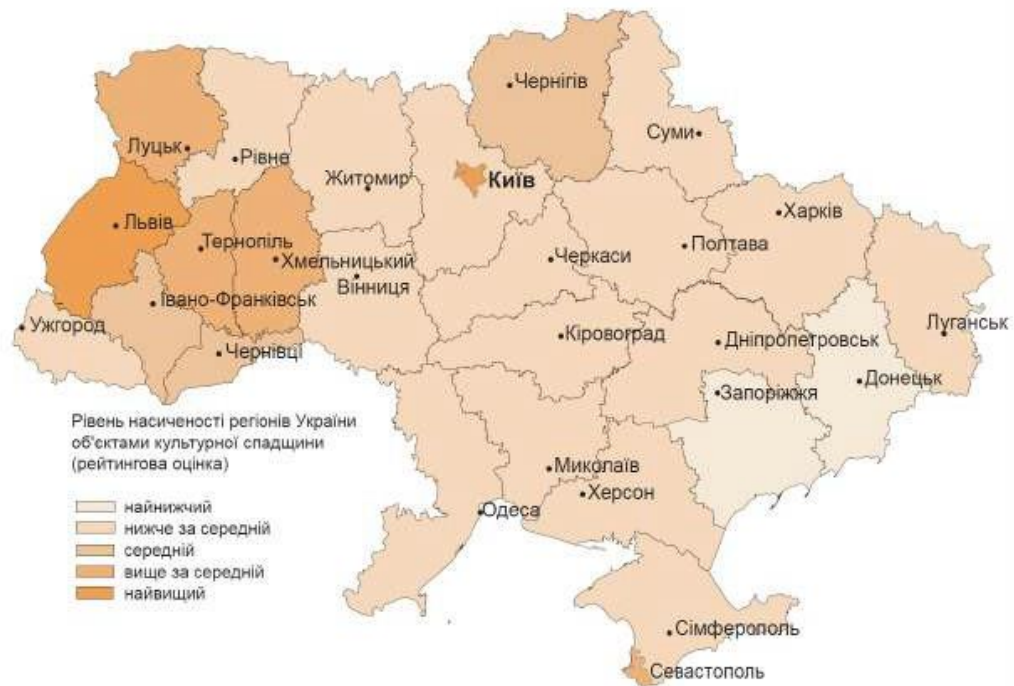 Чернігів
Суми
Луцьк
Рівне
Житомир
Київ
Львів
Харків
Тернопіль
Полтава
Хмельницький
Черкаси
Вінниця
Івано-Франківськ
Ужгород
Кіровоград
Луганськ
Дніпропетровськ
Чернівці
Донецьк
Запоріжжя
Рівень насиченості регіонів України
об'єктами культурної спадщини
(рейтингова оцінка)
Миколаїв
Херсон
Одеса
найнижчий
нижче за середній
середній
вище за середній
найвищий
Сімферополь
Севастополь